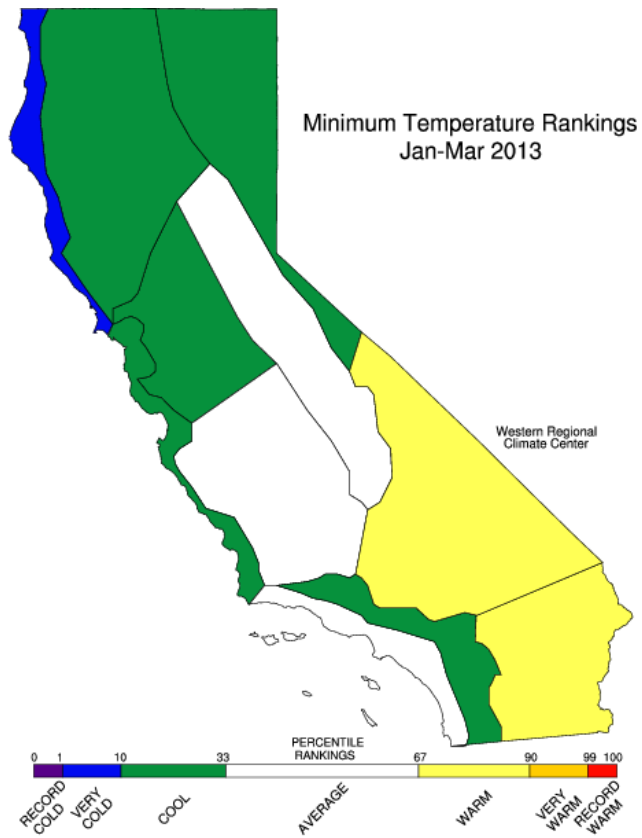 Minimum Temperature Rankings
Jan-Mar 2013
Western Regional
Climate Center
PERCENTILE
RANKINGS
0 1 10 33 67 90 99 100
RECORD
COLD
VERY
COLD
COOL
AVERAGE
WARM
VERY
WARM
RECORD
WARM